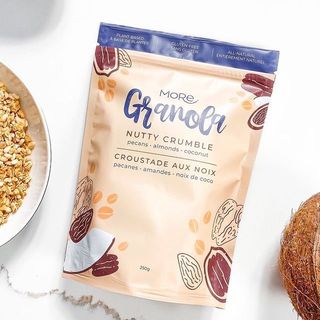 PLANT-BASED GLUTEN FREE ALL-NATURAL
À BASE DE PLANTES SANS GLUTEN ENTIÈREMENT NATUREL
MORE
Granola
NUTTY CRUMBLE
pecans · almonds · coconut
CROUSTADE AUX NOIX
pacanes · amandes · noix de coco
250g